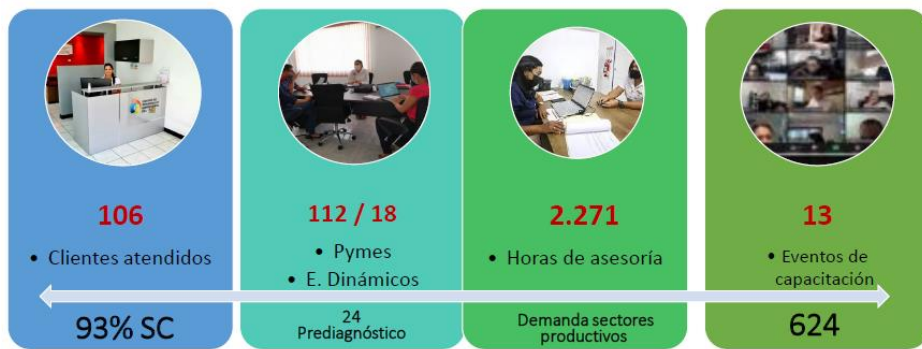 106
• Clientes atendidos
93% SC
112 / 18
• Pymes
• E. Dinámicos
24
Prediagnóstico
2.271
• Horas de asesoría
Demanda sectores
productivos
13
• Eventos de
capacitación
624